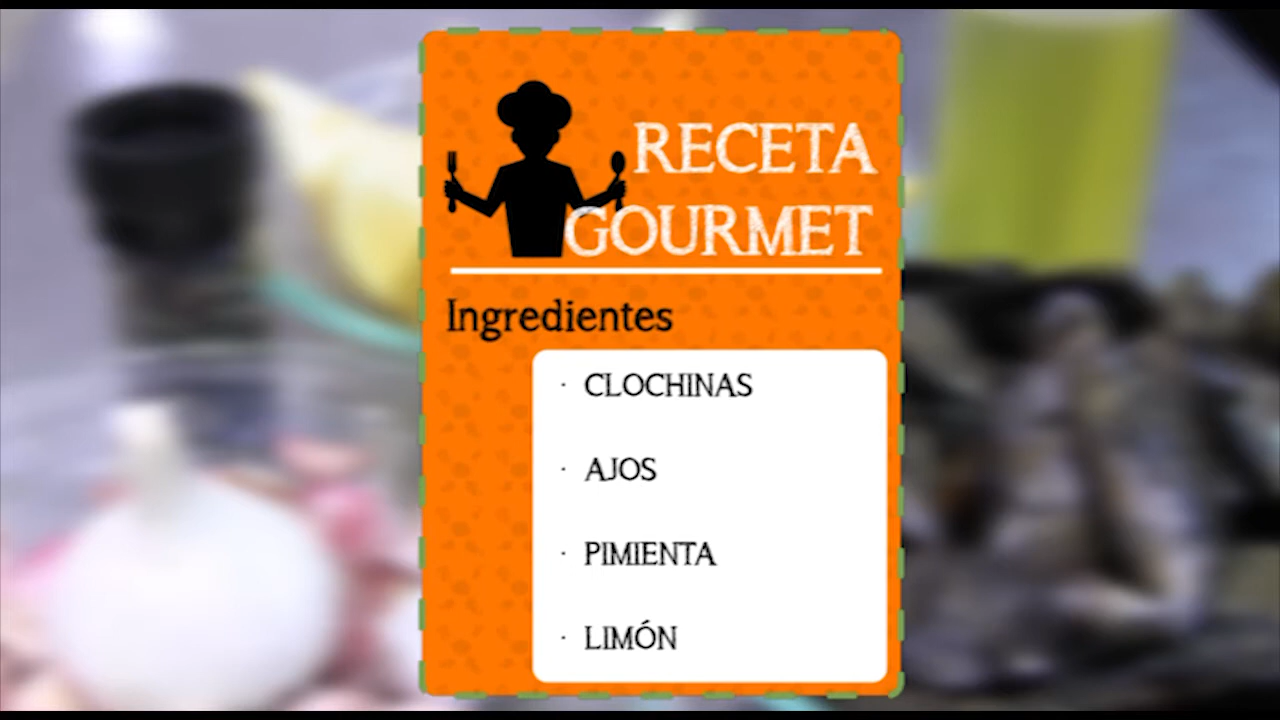 RECETA
GOURMET
Ingredientes
· CLOCHINAS
· AJOS
· PIMIENTA
· LIMÓN